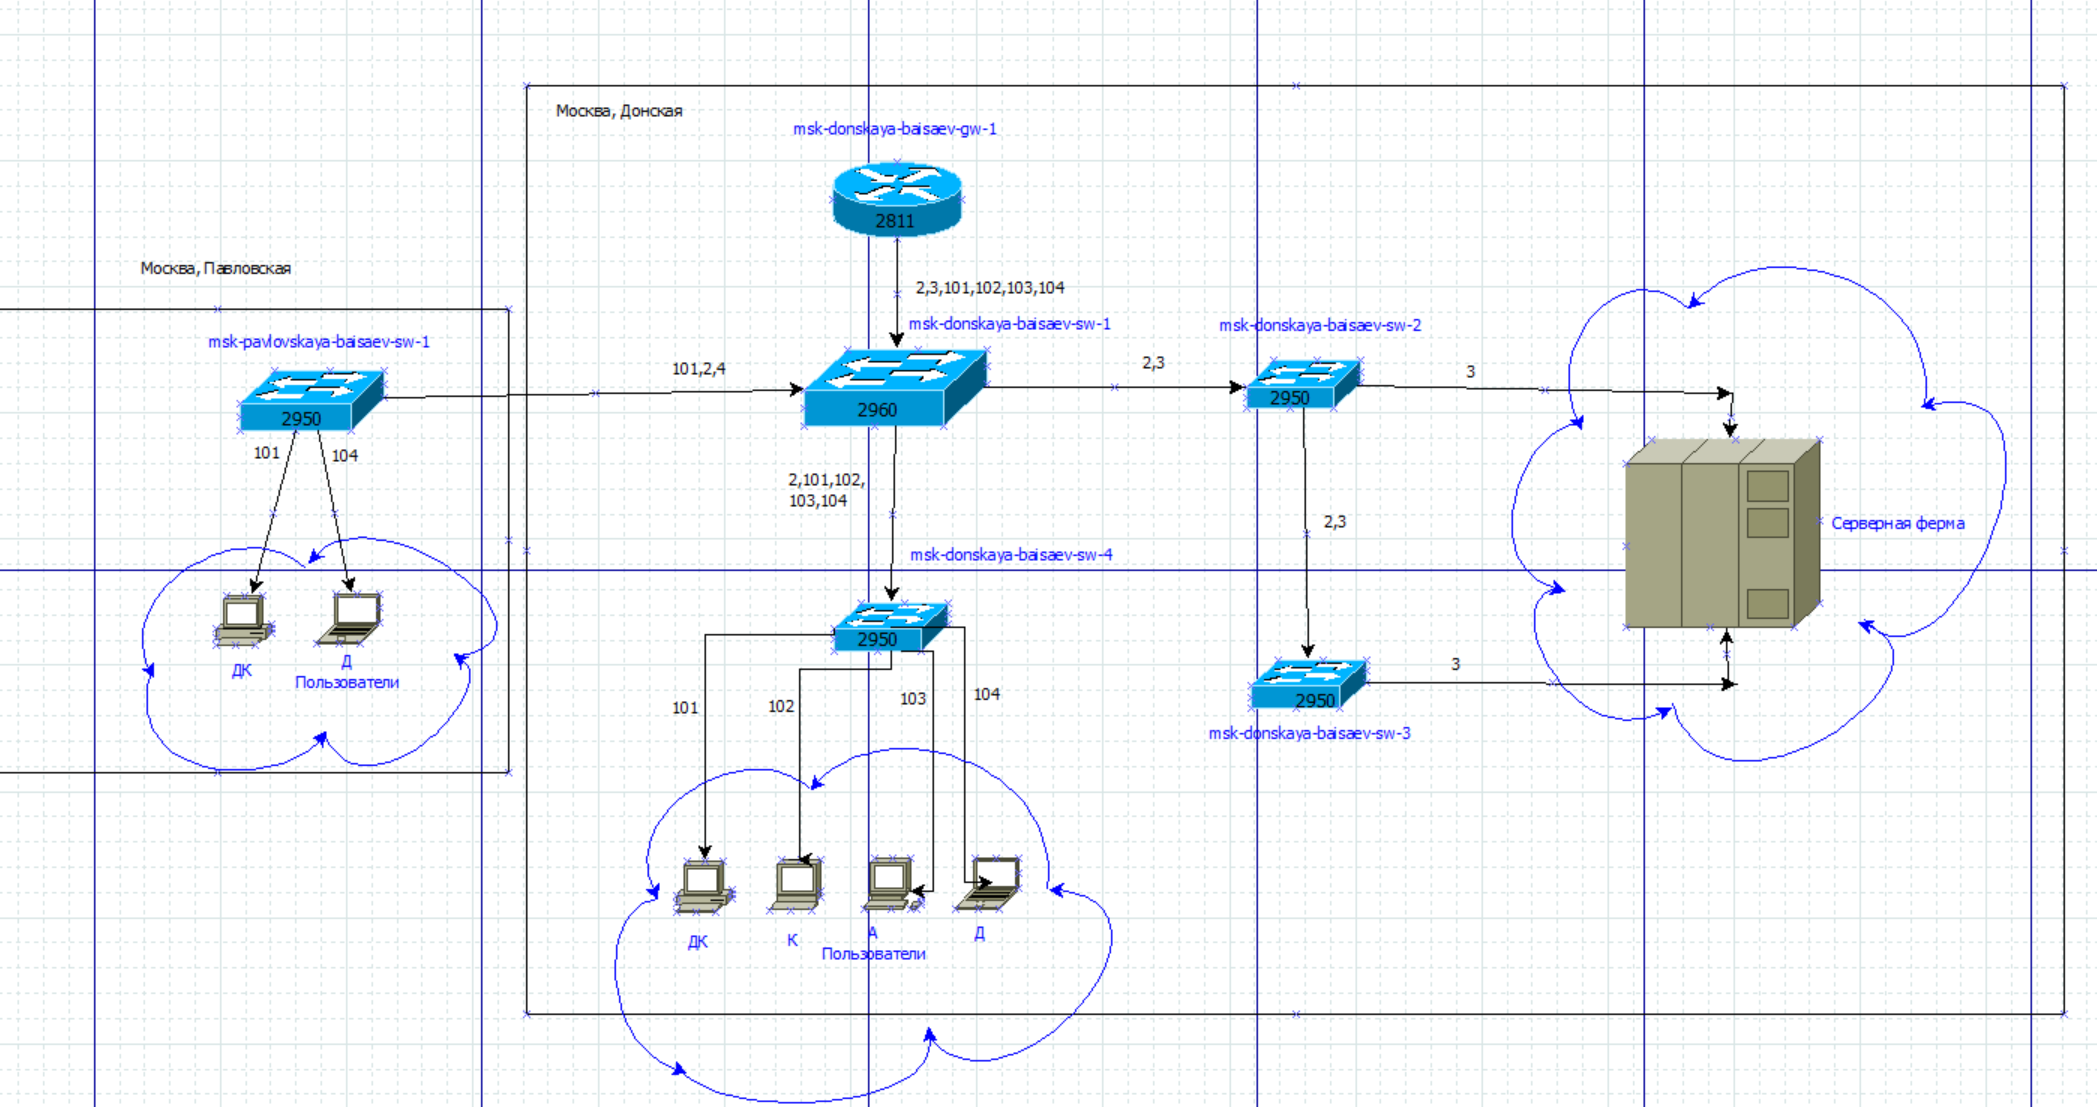 Москва, Донская
msk-donskaya-baisaev-gw-1
2811
2,3,101,102,103,104
Москва, Павловская
msk-pavlovskaya-baisaev-sw-1
2950
101
104
101,2,4
msk-donskaya-baisaev-sw-1
2960
2,3
msk-donskaya-baisaev-sw-2
2950
3
2,101,102,
103,104
2,3
Серверная ферма
msk-donskaya-baisaev-sw-4
2950
ДК
Д
Пользователи
3
2950
msk-donskaya-baisaev-sw-3
101
102
103
104
ДК
К
А
Д
Пользователи